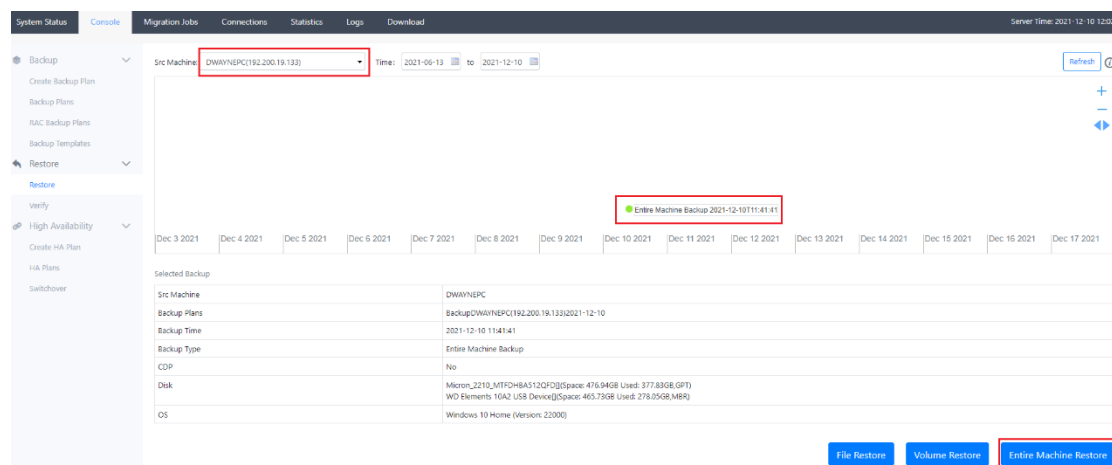 System Status Console Migration Jobs Connections Statistics Logs Download Server Time: 2021-12-10 12:02
Backup
Create Backup Plan
Backup Plans
RAC Backup Plans
Backup Templates
Restore
Restore
Verify
High Availability
Create HA Plan
HA Plans
Switchover
Src Machine: DWAYNEPC(192.200.19.133) Time: 2021-06-13 to 2021-12-10 Refresh
Entire Machine Backup 2021-12-10T11:41:41
Dec 3 2021 Dec 4 2021 Dec 5 2021 Dec 6 2021 Dec 7 2021 Dec 8 2021 Dec 9 2021 Dec 10 2021 Dec 11 2021 Dec 12 2021 Dec 13 2021 Dec 14 2021 Dec 15 2021 Dec 16 2021 Dec 17 2021
Selected Backup
Src Machine DWAYNEPC
Backup Plans BackupDWAYNEPC(192.200.19.133)2021-12-10
Backup Time 2021-12-10 11:41:41
Backup Type Entire Machine Backup
CDP No
Disk Micron_2210_MTFDHBA512QFD[](Space: 476.94GB Used: 377.83GB,GPT)
WD Elements 10A2 USB Device[](Space: 465.73GB Used: 278.05GB,MBR)
OS Windows 10 Home (Version: 22000)
File Restore Volume Restore Entire Machine Restore